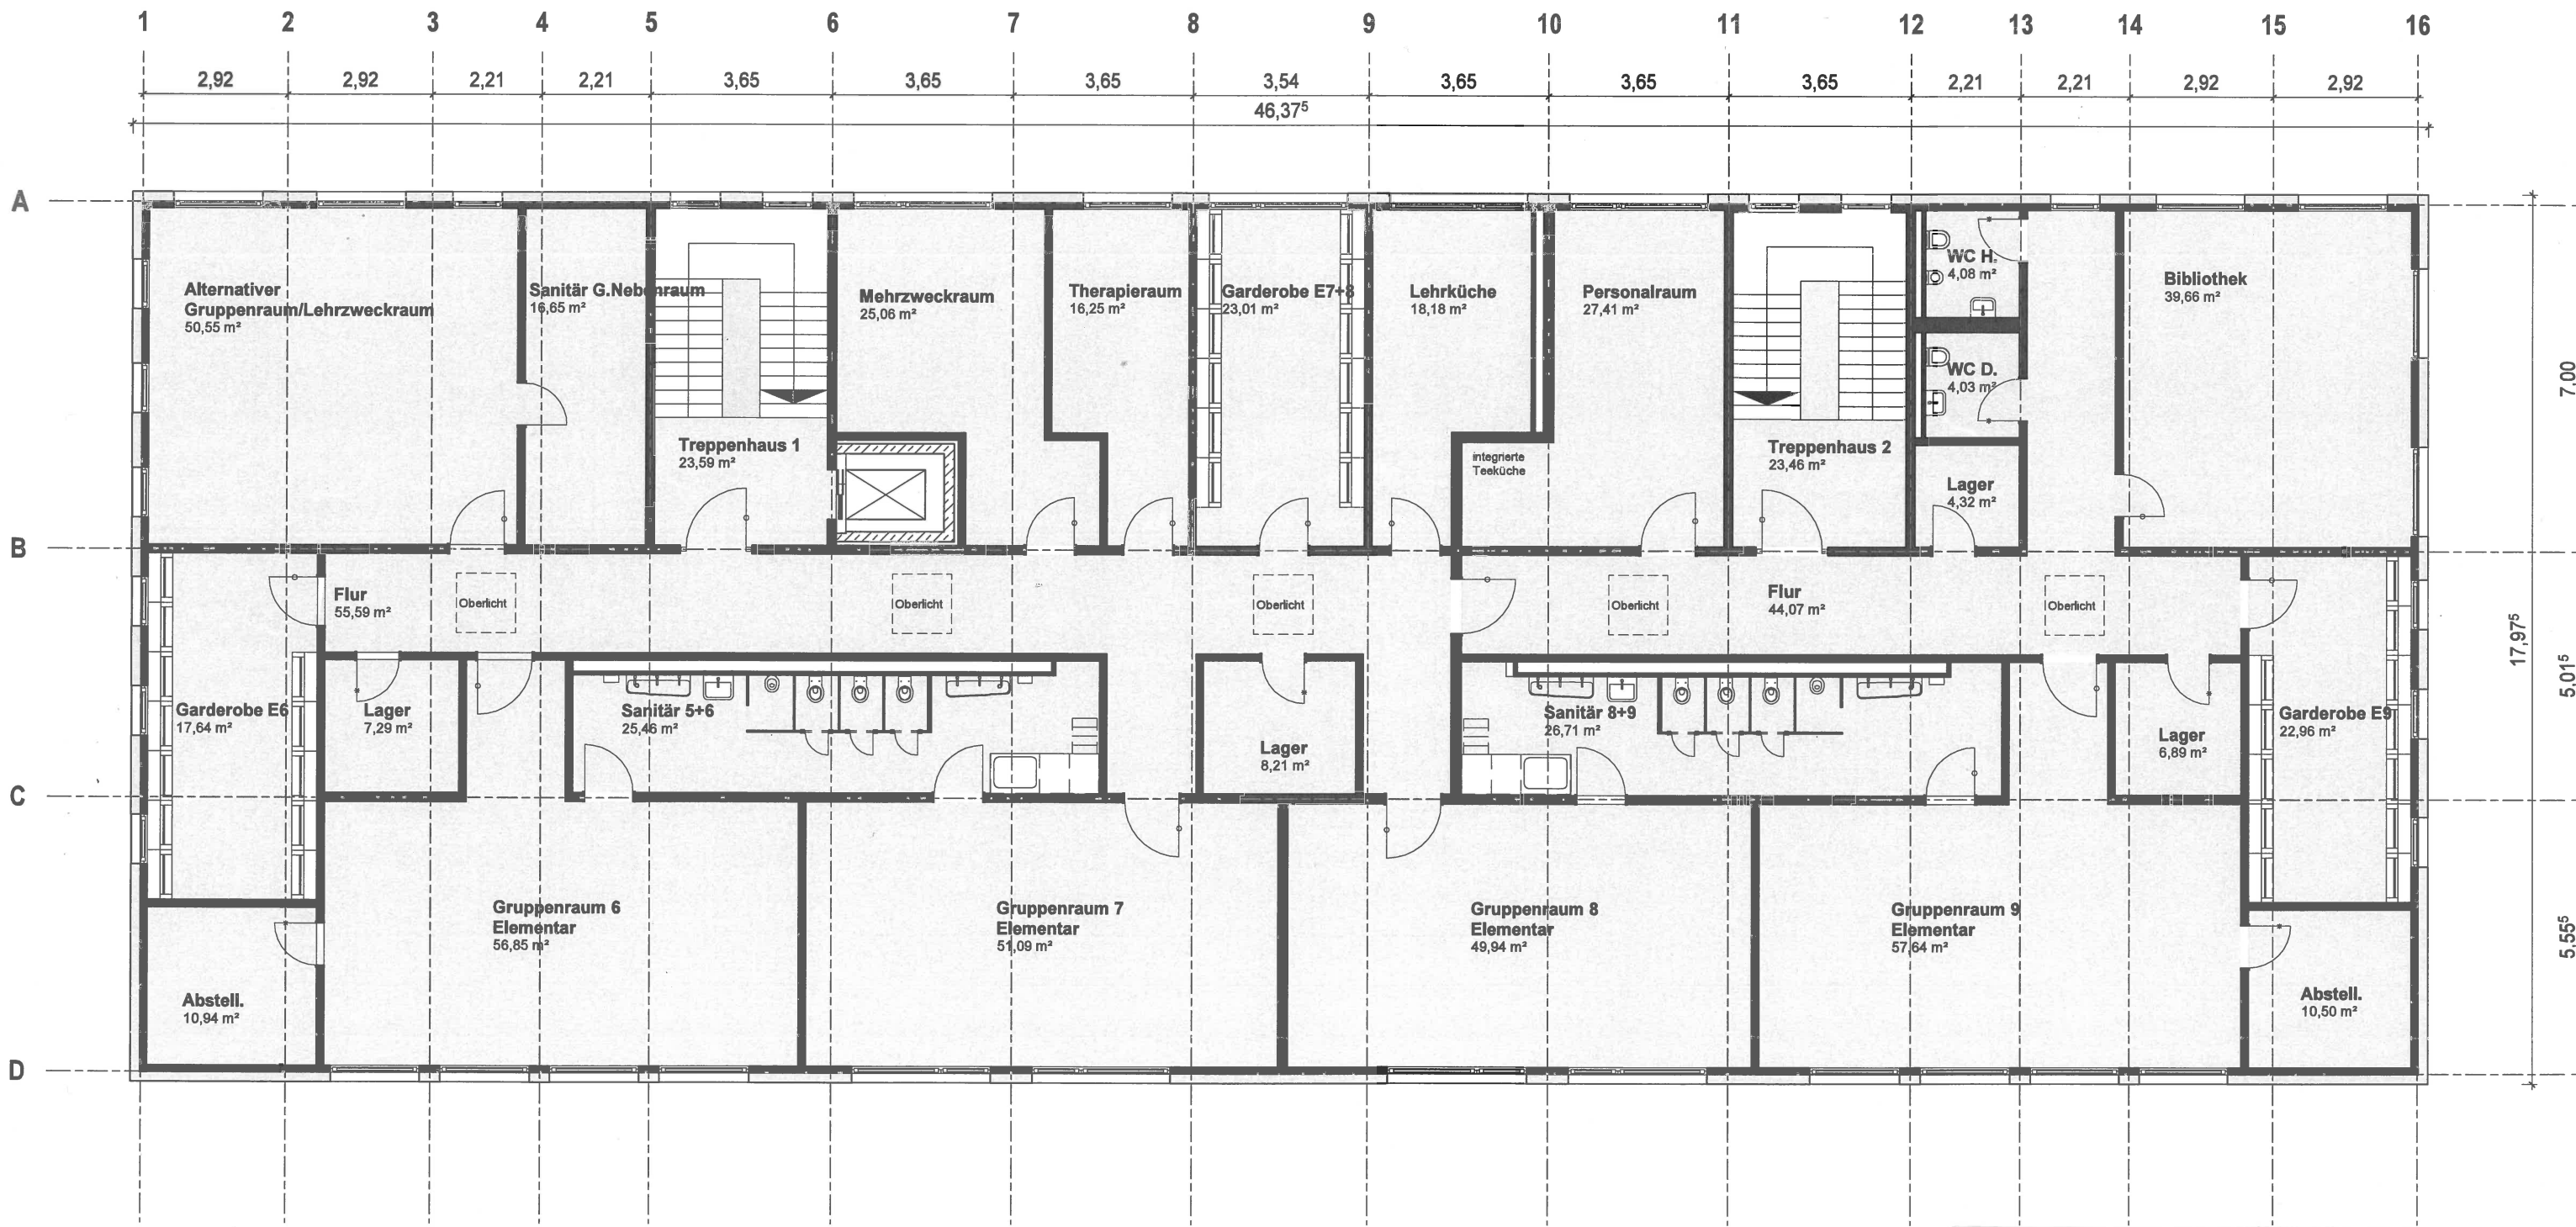 1 2 3 4 5 6 7 8 9 10 11 12 13 14 15 16
2,92 2,92 2,21 2,21 3,65 3,65 3,65 3,54 3,65 3,65 3,65 2,21 2,21 2,92 2,92
46,37⁵
A
B
C
D
Alternativer
Gruppenraum/Lehrzweckraum
50,55 m²
Sanitär G.Nebenraum
16,65 m²
Treppenhaus 1
23,59 m²
Mehrzweckraum
25,06 m²
Therapieraum
16,25 m²
Garderobe E7+8
23,01 m²
Lehrküche
18,18 m²
Personalraum
27,41 m²
integrierte
Teeküche
Treppenhaus 2
23,46 m²
WC H.
4,08 m²
WC D.
4,03 m²
Lager
4,32 m²
Bibliothek
39,66 m²
7,00
Flur
55,59 m²
Oberlicht
Oberlicht
Oberlicht
Oberlicht
Flur
44,07 m²
Oberlicht
17,97⁵
5,01⁵
Garderobe E6
17,64 m²
Lager
7,29 m²
Sanitär 5+6
25,46 m²
Lager
8,21 m²
Sanitär 8+9
26,71 m²
Lager
6,89 m²
Garderobe E9
22,96 m²
Gruppenraum 6
Elementar
56,85 m²
Gruppenraum 7
Elementar
51,09 m²
Gruppenraum 8
Elementar
49,94 m²
Gruppenraum 9
Elementar
57,64 m²
5,55⁵
Abstell.
10,94 m²
Abstell.
10,50 m²